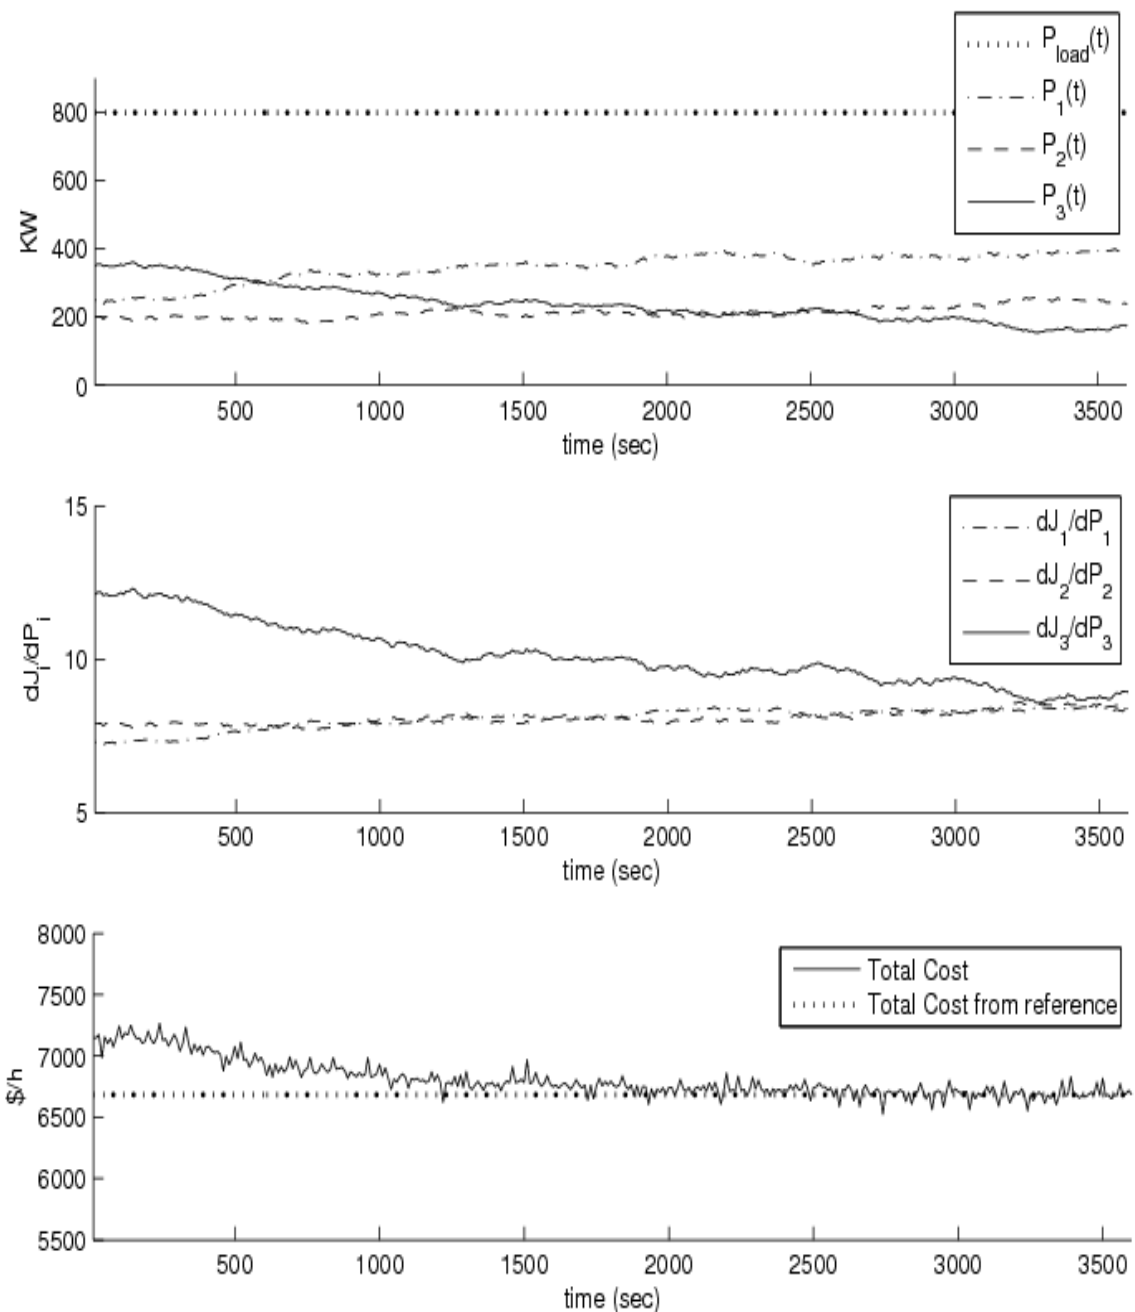 P_load(t)
P_1(t)
P_2(t)
P_3(t)
KW
800
600
400
200
0
500 1000 1500 2000 2500 3000 3500
time (sec)
dJ_i/dP_i
15
10
5
dJ_1/dP_1
dJ_2/dP_2
dJ_3/dP_3
500 1000 1500 2000 2500 3000 3500
time (sec)
$/h
8000
7500
7000
6500
6000
5500
Total Cost
Total Cost from reference
500 1000 1500 2000 2500 3000 3500
time (sec)